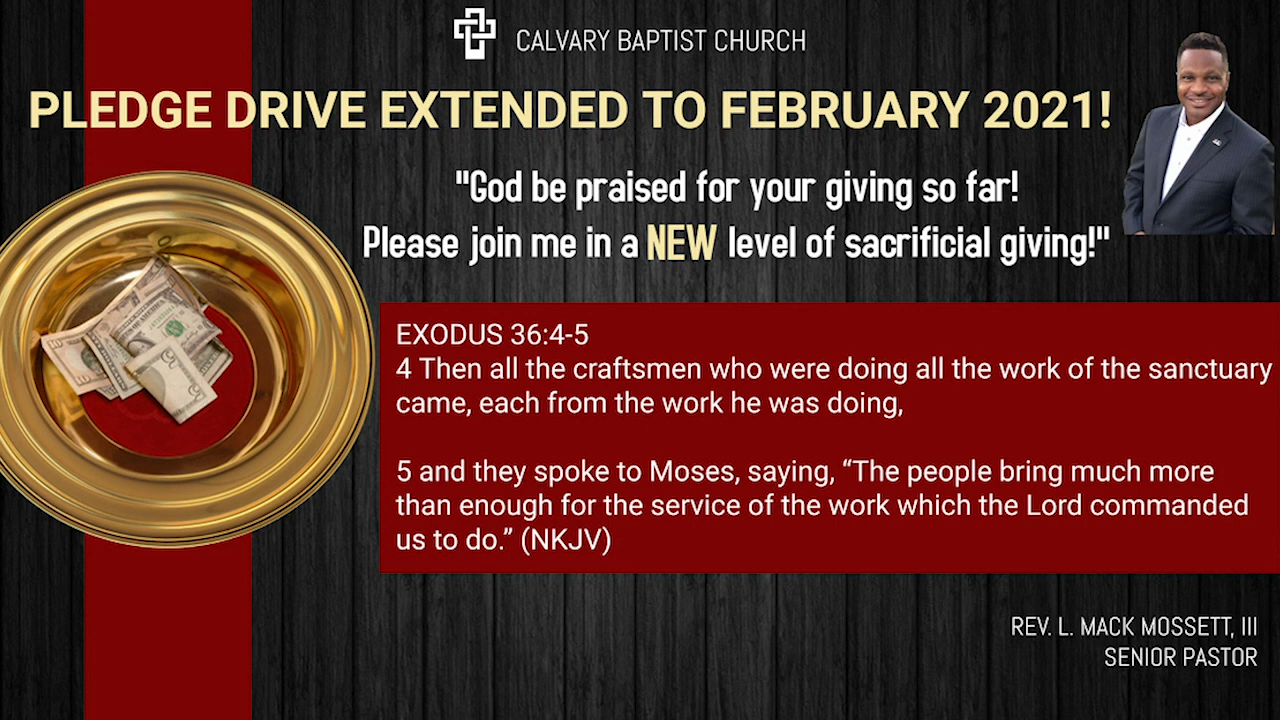 CALVARY BAPTIST CHURCH
PLEDGE DRIVE EXTENDED TO FEBRUARY 2021!
"God be praised for your giving so far!
Please join me in a NEW level of sacrificial giving!"
EXODUS 36:4-5
4 Then all the craftsmen who were doing all the work of the sanctuary
came, each from the work he was doing,
5 and they spoke to Moses, saying, “The people bring much more
than enough for the service of the work which the Lord commanded
us to do.” (NKJV)
REV. L. MACK MOSSETT, III
SENIOR PASTOR